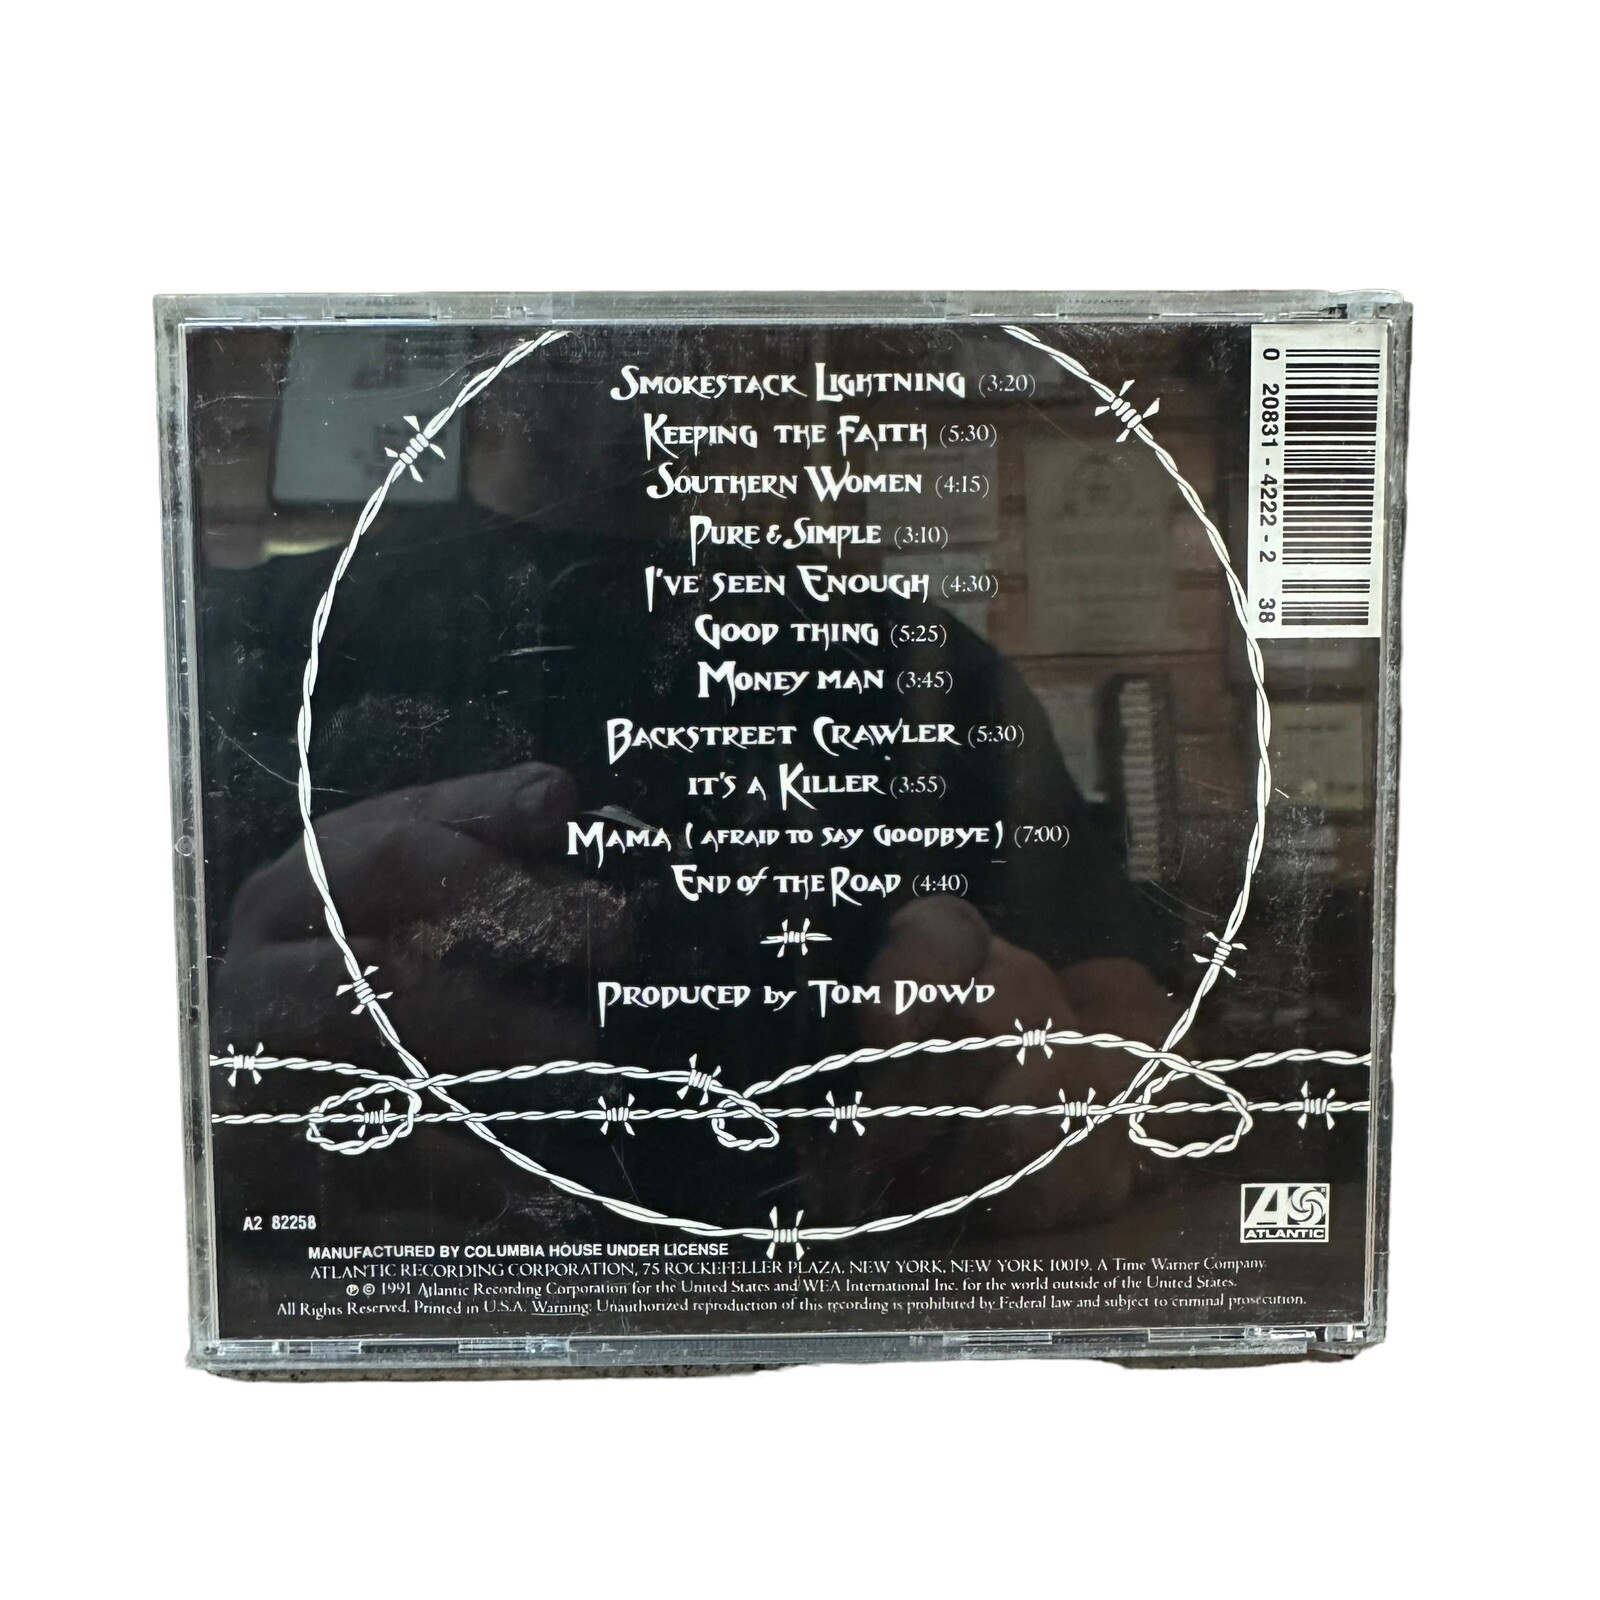 SMOKESTACK LIGHTNING (3:20)
KEEPING THE FAITH (5:30)
SOUTHERN WOMEN (4:15)
PURE & SIMPLE (3:10)
I'VE SEEN ENOUGH (4:30)
GOOD THING (5:25)
MONEY MAN (3:45)
BACKSTREET CRAWLER (5:30)
IT'S A KILLER (3:55)
MAMA (AFRAID TO SAY GOODBYE) (7:00)
END Of THE ROAD (4:40)
PRODUCED by TOM DOWD
0 20831 - 4222 - 2 38
A2 82258
ATLANTIC
MANUFACTURED BY COLUMBIA HOUSE UNDER LICENSE
ATLANTIC RECORDING CORPORATION, 75 ROCKEFELLER PLAZA, NEW YORK, NEW YORK 10019. A Time Warner Company.
℗ © 1991 Atlantic Recording Corporation for the United States and WEA International Inc. for the world outside of the United States.
All Rights Reserved. Printed in U.S.A. Warning: Unauthorized reproduction of this recording is prohibited by Federal law and subject to criminal prosecution.